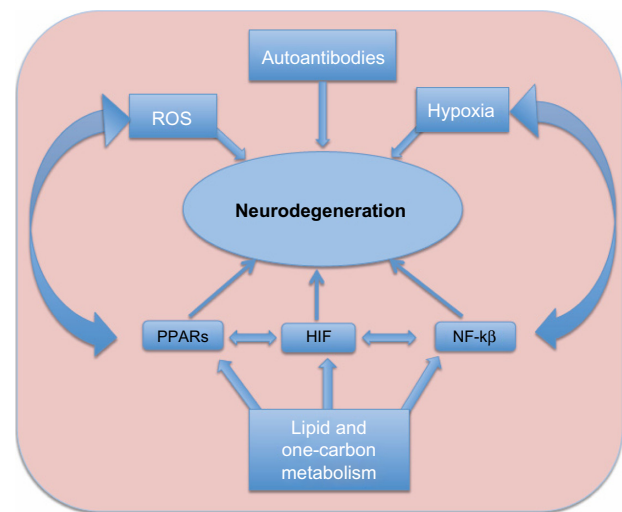 Autoantibodies
ROS
Hypoxia
Neurodegeneration
PPARs
HIF
NF-kβ
Lipid and
one-carbon
metabolism